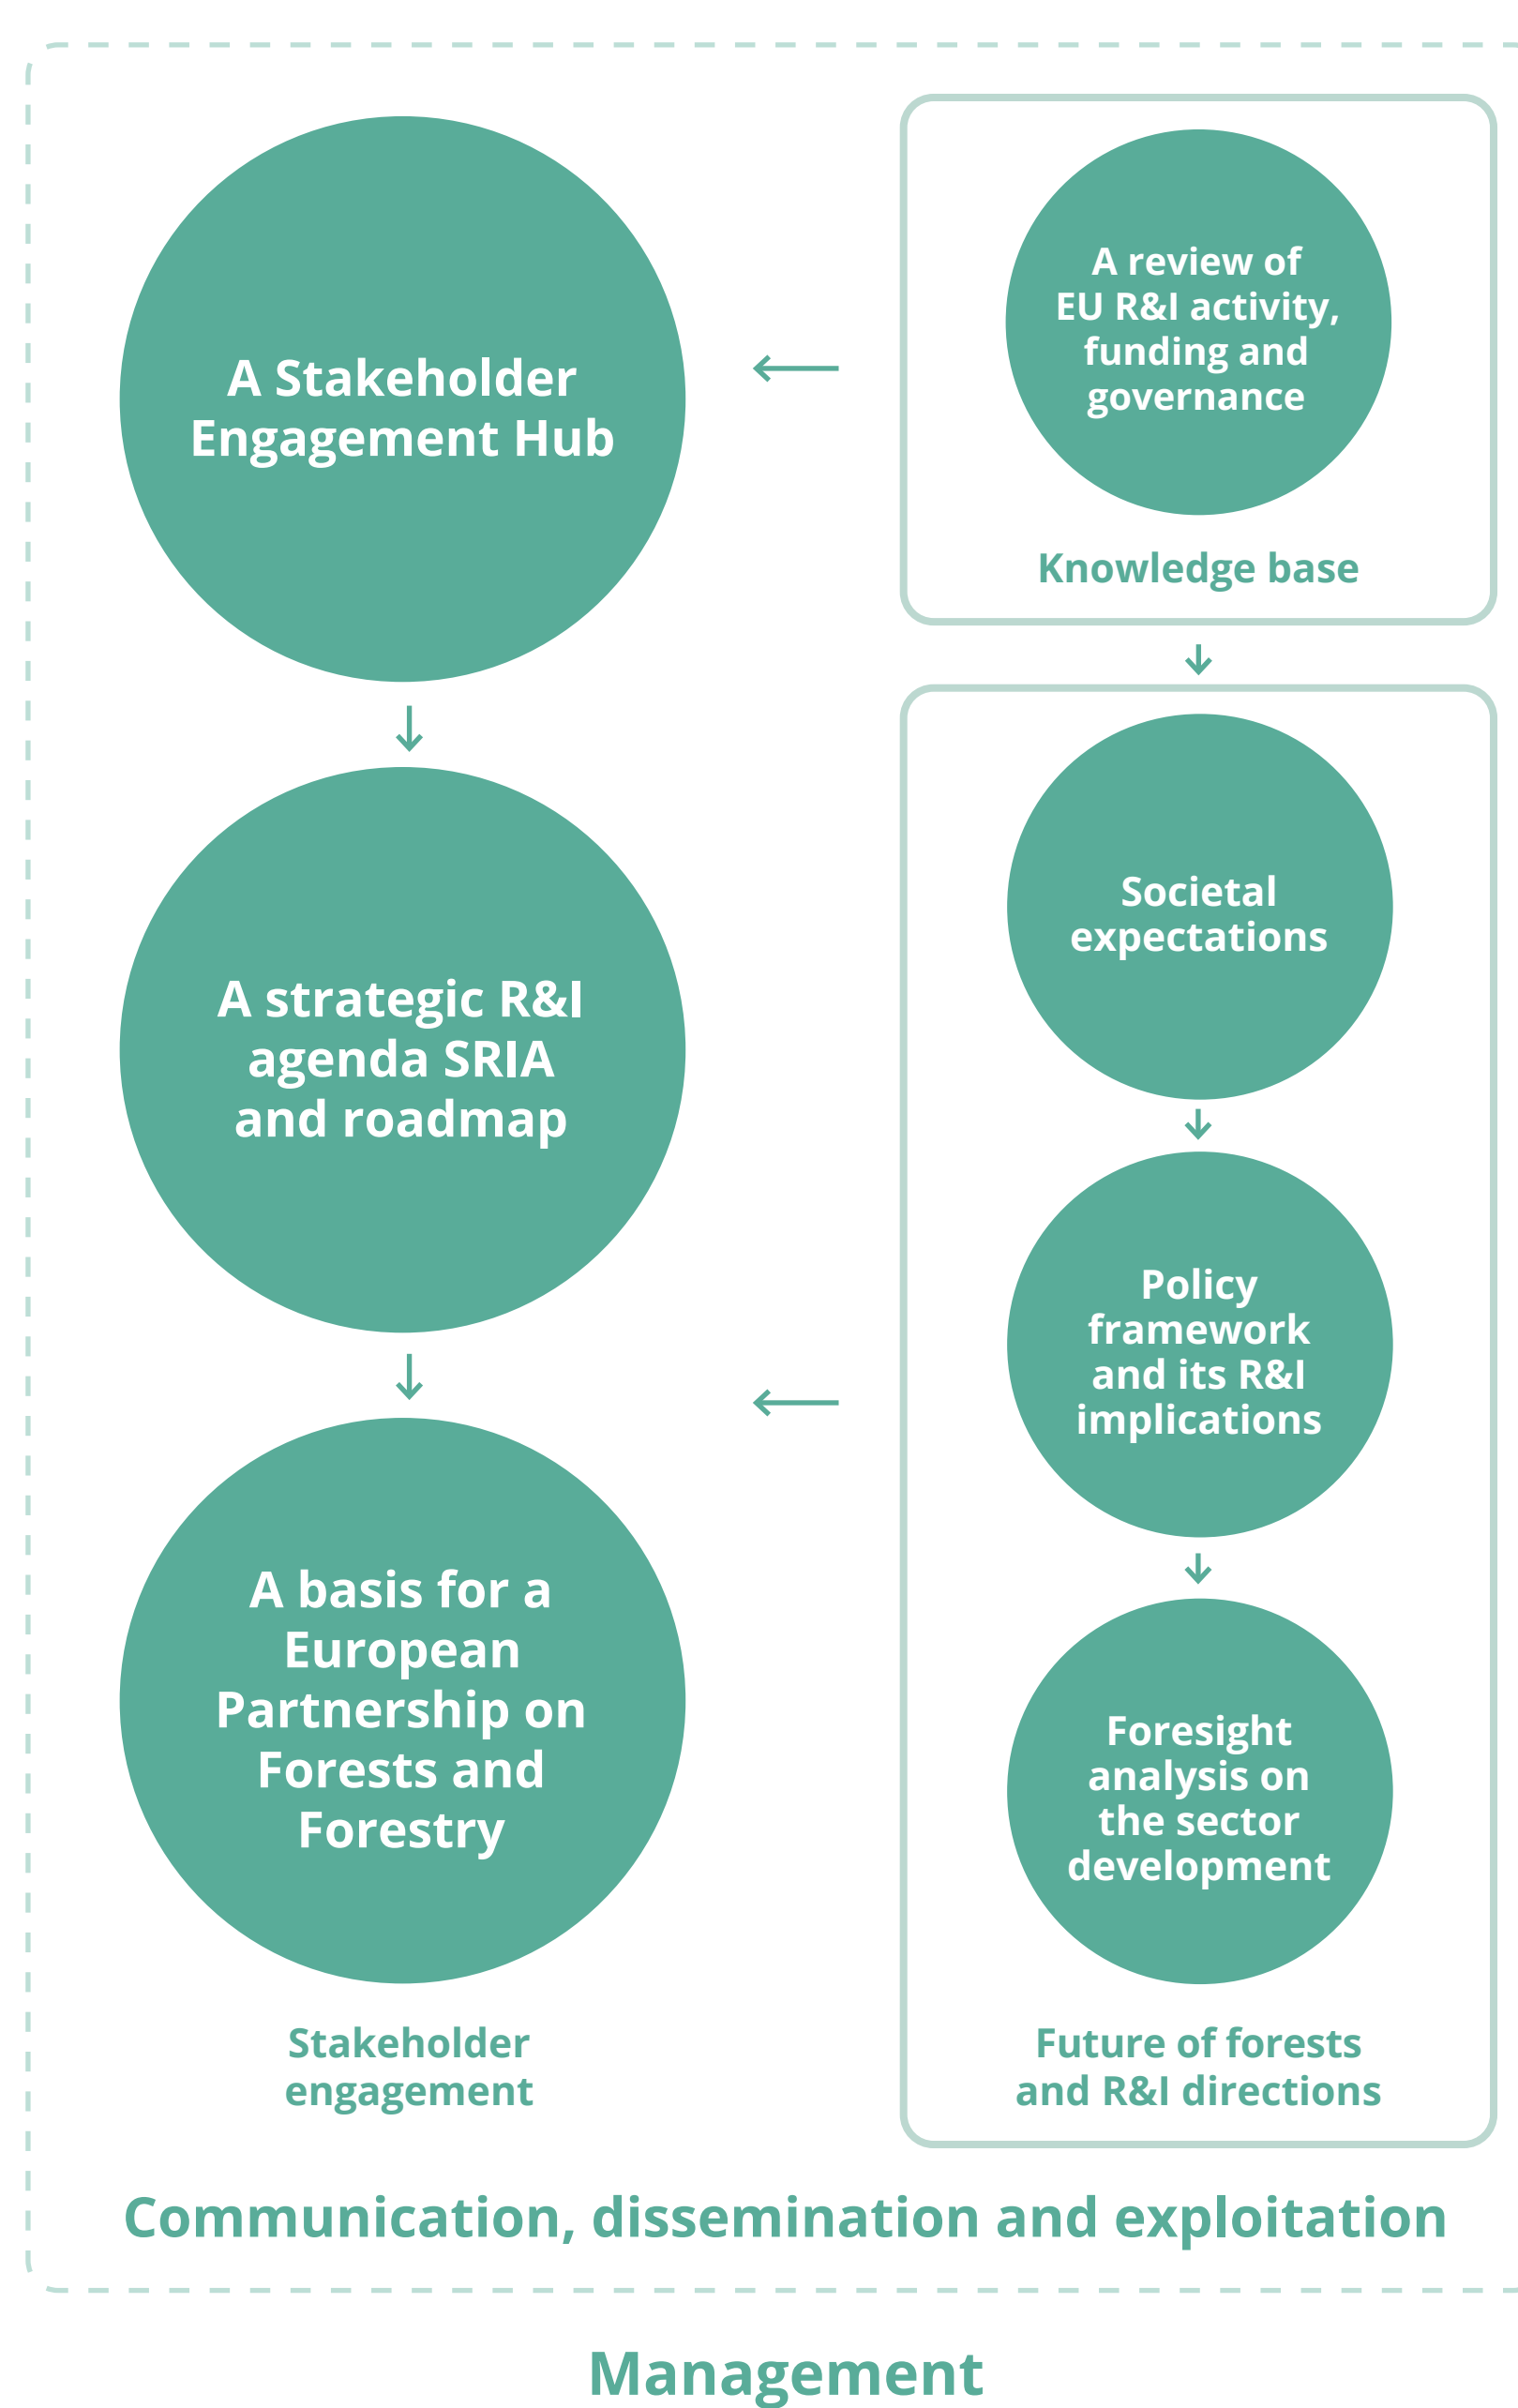 A Stakeholder
Engagement Hub
A strategic R&I
agenda SRIA
and roadmap
A basis for a
European
Partnership on
Forests and
Forestry
Stakeholder
engagement
A review of
EU R&I activity,
funding and
governance
Knowledge base
Societal
expectations
Policy
framework
and its R&I
implications
Foresight
analysis on
the sector
development
Future of forests
and R&I directions
Communication, dissemination and exploitation
Management